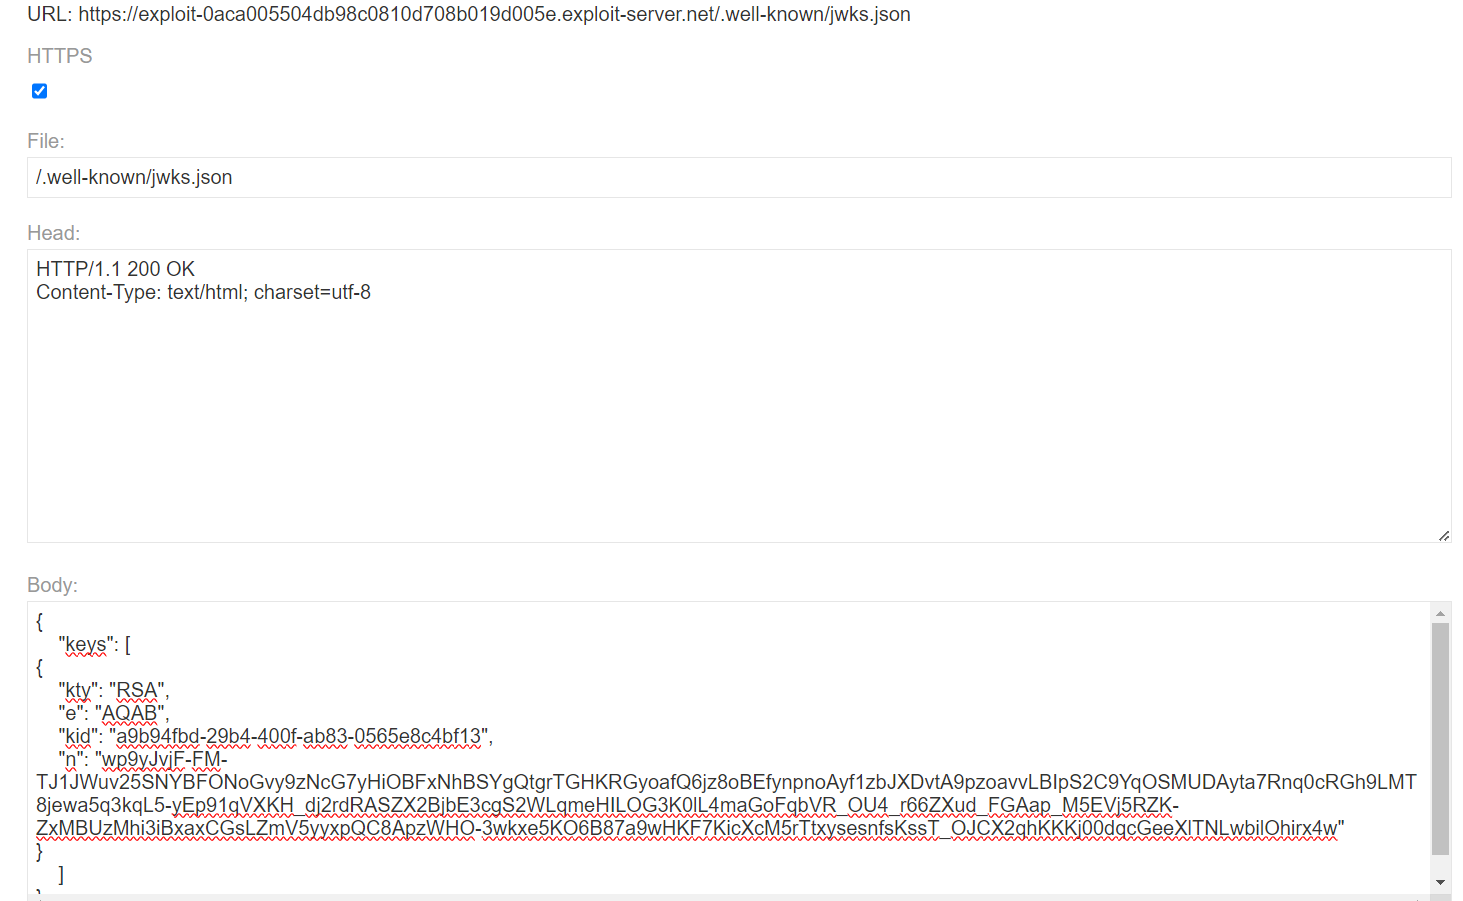 URL: https://exploit-0aca005504db98c0810d708b019d005e.exploit-server.net/.well-known/jwks.json
HTTPS
File:
/.well-known/jwks.json
Head:
HTTP/1.1 200 OK
Content-Type: text/html; charset=utf-8
Body:
{
"keys": [
{
"kty": "RSA",
"e": "AQAB",
"kid": "a9b94fbd-29b4-400f-ab83-0565e8c4bf13",
"n": "wp9yJvjF-FM-
TJ1JWuv25SNYBFONoGvy9zNcG7yHiOBFxNhBSYgQtgrTGHKRGyoafQ6jz8oBEfynpnoAyf1zbJXDvtA9pzoavvLBIpS2C9YqOSMUDAyta7Rnq0cRGh9LMT
8jewa5q3kqL5-yEp91qVXKH_dj2rdRASZX2BjbE3cgS2WLqmeHILOG3K0lL4maGoFqbVR_OU4_r66ZXud_FGAap_M5EVj5RZK-
ZxMBUzMhi3iBxaxCGsLZmV5yyxpQC8ApzWHO-3wkxe5KO6B87a9wHKF7KicXcM5rTtxysesnfsKssT_OJCX2qhKKKj00dqcGeeXlTNLwbilOhirx4w"
}
]